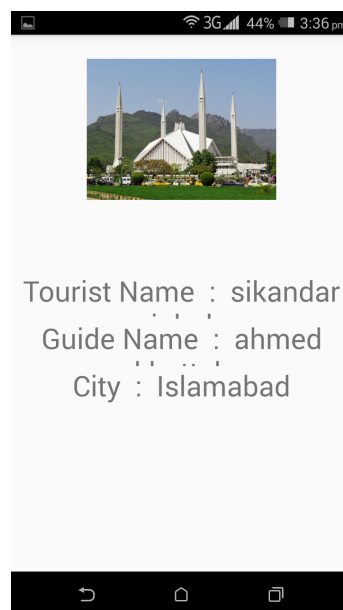 3G 44% 3:36 pm
Tourist Name : sikandar
Guide Name : ahmed
City : Islamabad